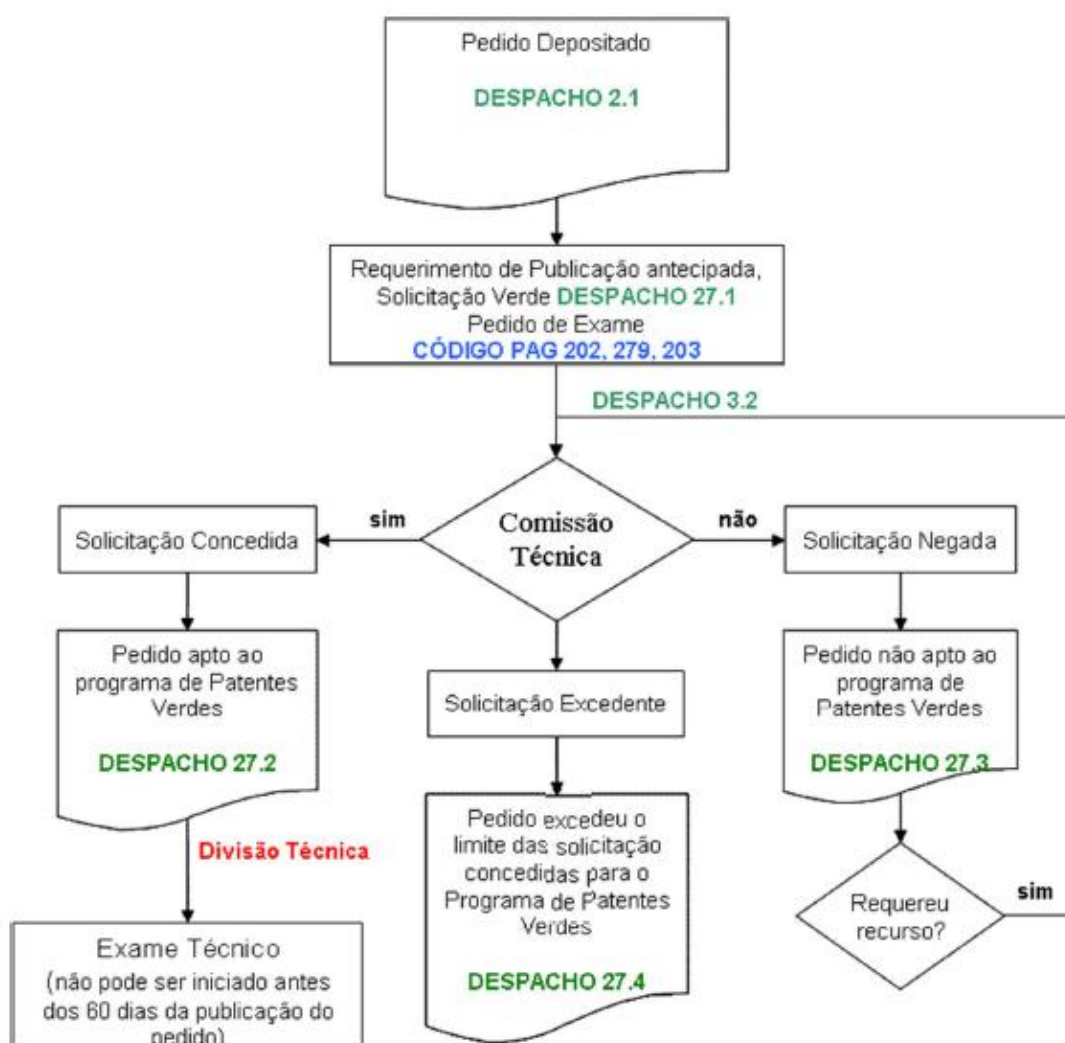 Pedido Depositado
DESPACHO 2.1
Requerimento de Publicação antecipada,
Solicitação Verde DESPACHO 27.1
Pedido de Exame
CÓDIGO PAG 202, 279, 203
DESPACHO 3.2
Comissão
Técnica
sim
não
Solicitação Concedida
Solicitação Negada
Pedido apto ao
programa de Patentes
Verdes
DESPACHO 27.2
Solicitação Excedente
Pedido não apto ao
programa de
Patentes Verdes
DESPACHO 27.3
Divisão Técnica
Pedido excedeu o
limite das solicitação
concedidas para o
Programa de Patentes
Verdes
DESPACHO 27.4
Requereu
recurso?
sim
Exame Técnico
(não pode ser iniciado antes
dos 60 dias da publicação do
pedido)